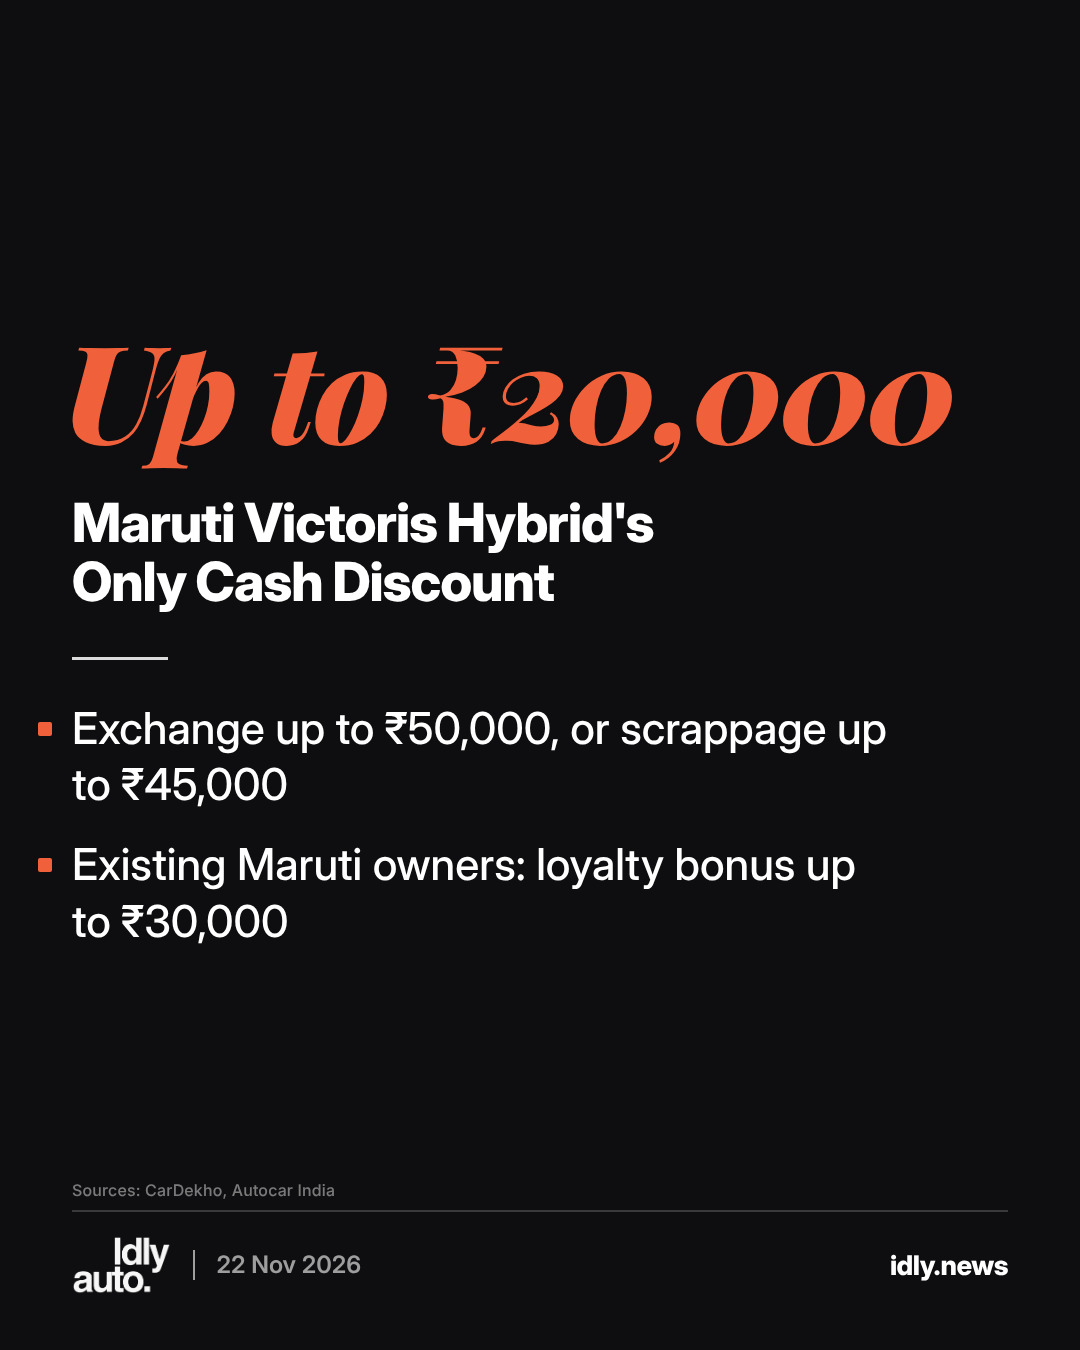 Up to ₹20,000
Maruti Victoris Hybrid's
Only Cash Discount
Exchange up to ₹50,000, or scrappage up
to ₹45,000
Existing Maruti owners: loyalty bonus up
to ₹30,000
Sources: CarDekho, Autocar India
Idly
auto.
22 Nov 2026
idly.news